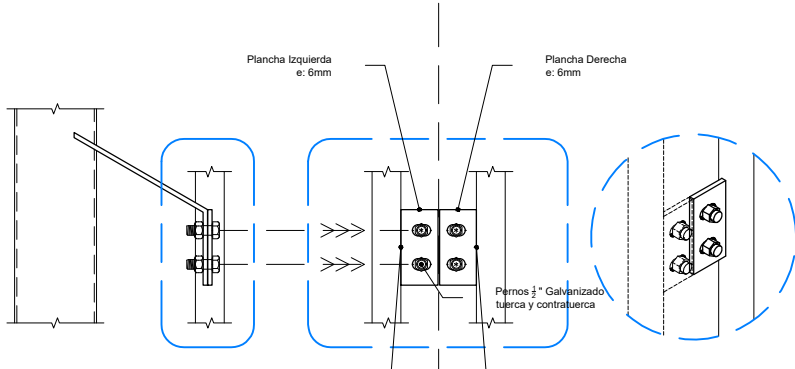 Plancha Izquierda
e: 6mm
Plancha Derecha
e: 6mm
Pernos 1/2" Galvanizado
tuerca y contratuerca